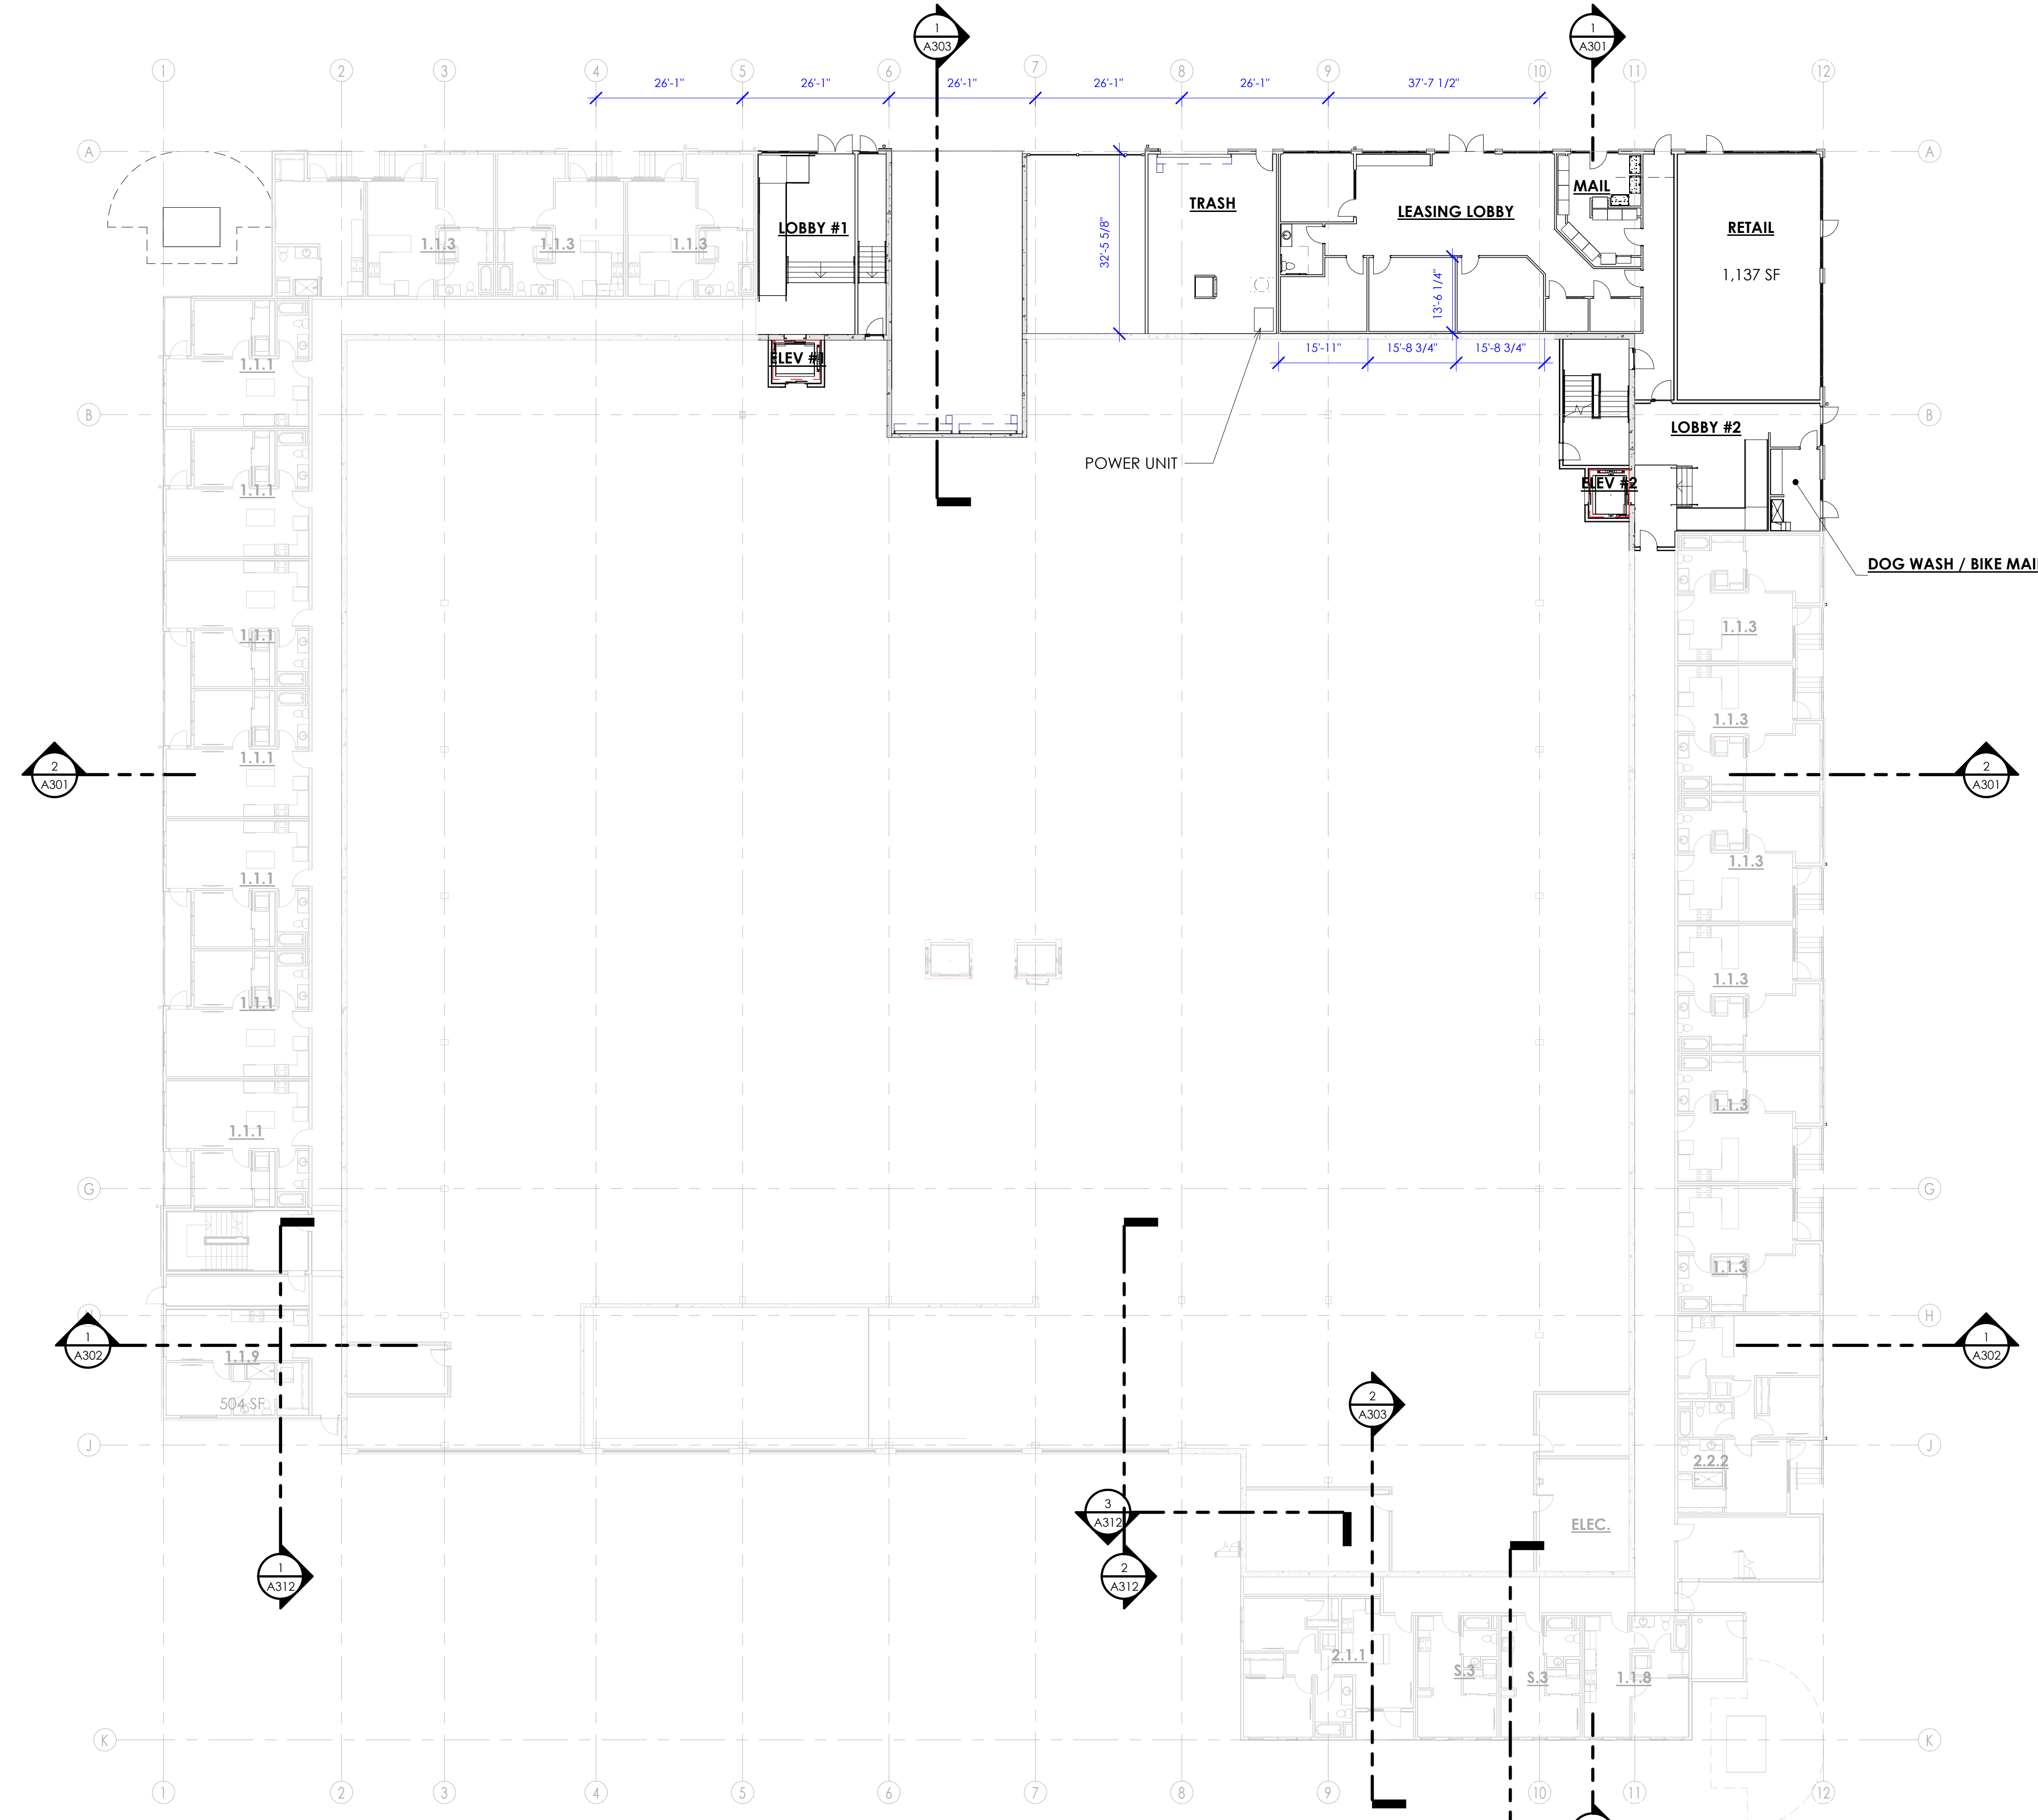 1
A303
1
A301
1
2
3
4
5
6
7
8
9
10
11
12
26'-1"
26'-1"
26'-1"
26'-1"
26'-1"
37'-7 1/2"
A
A
LOBBY #1
TRASH
LEASING LOBBY
MAIL
RETAIL
1,137 SF
32'-5 5/8"
13'-6 1/4"
1.1.3
1.1.3
1.1.3
ELEV #1
15'-11"
15'-8 3/4"
15'-8 3/4"
1.1.1
B
B
LOBBY #2
POWER UNIT
ELEV #2
1.1.1
DOG WASH / BIKE MAI
1.1.1
1.1.3
1.1.3
1.1.1
2
A301
2
A301
1.1.3
1.1.1
1.1.3
1.1.1
1.1.3
1.1.1
G
G
1.1.3
H
1
A302
1
A302
1.1.9
504 SF
2
A303
J
J
2.2.2
3
A312
ELEC.
1
A312
2
A312
2.1.1
S.3
S.3
1.1.8
K
K
1
2
3
4
5
6
7
8
9
10
11
12